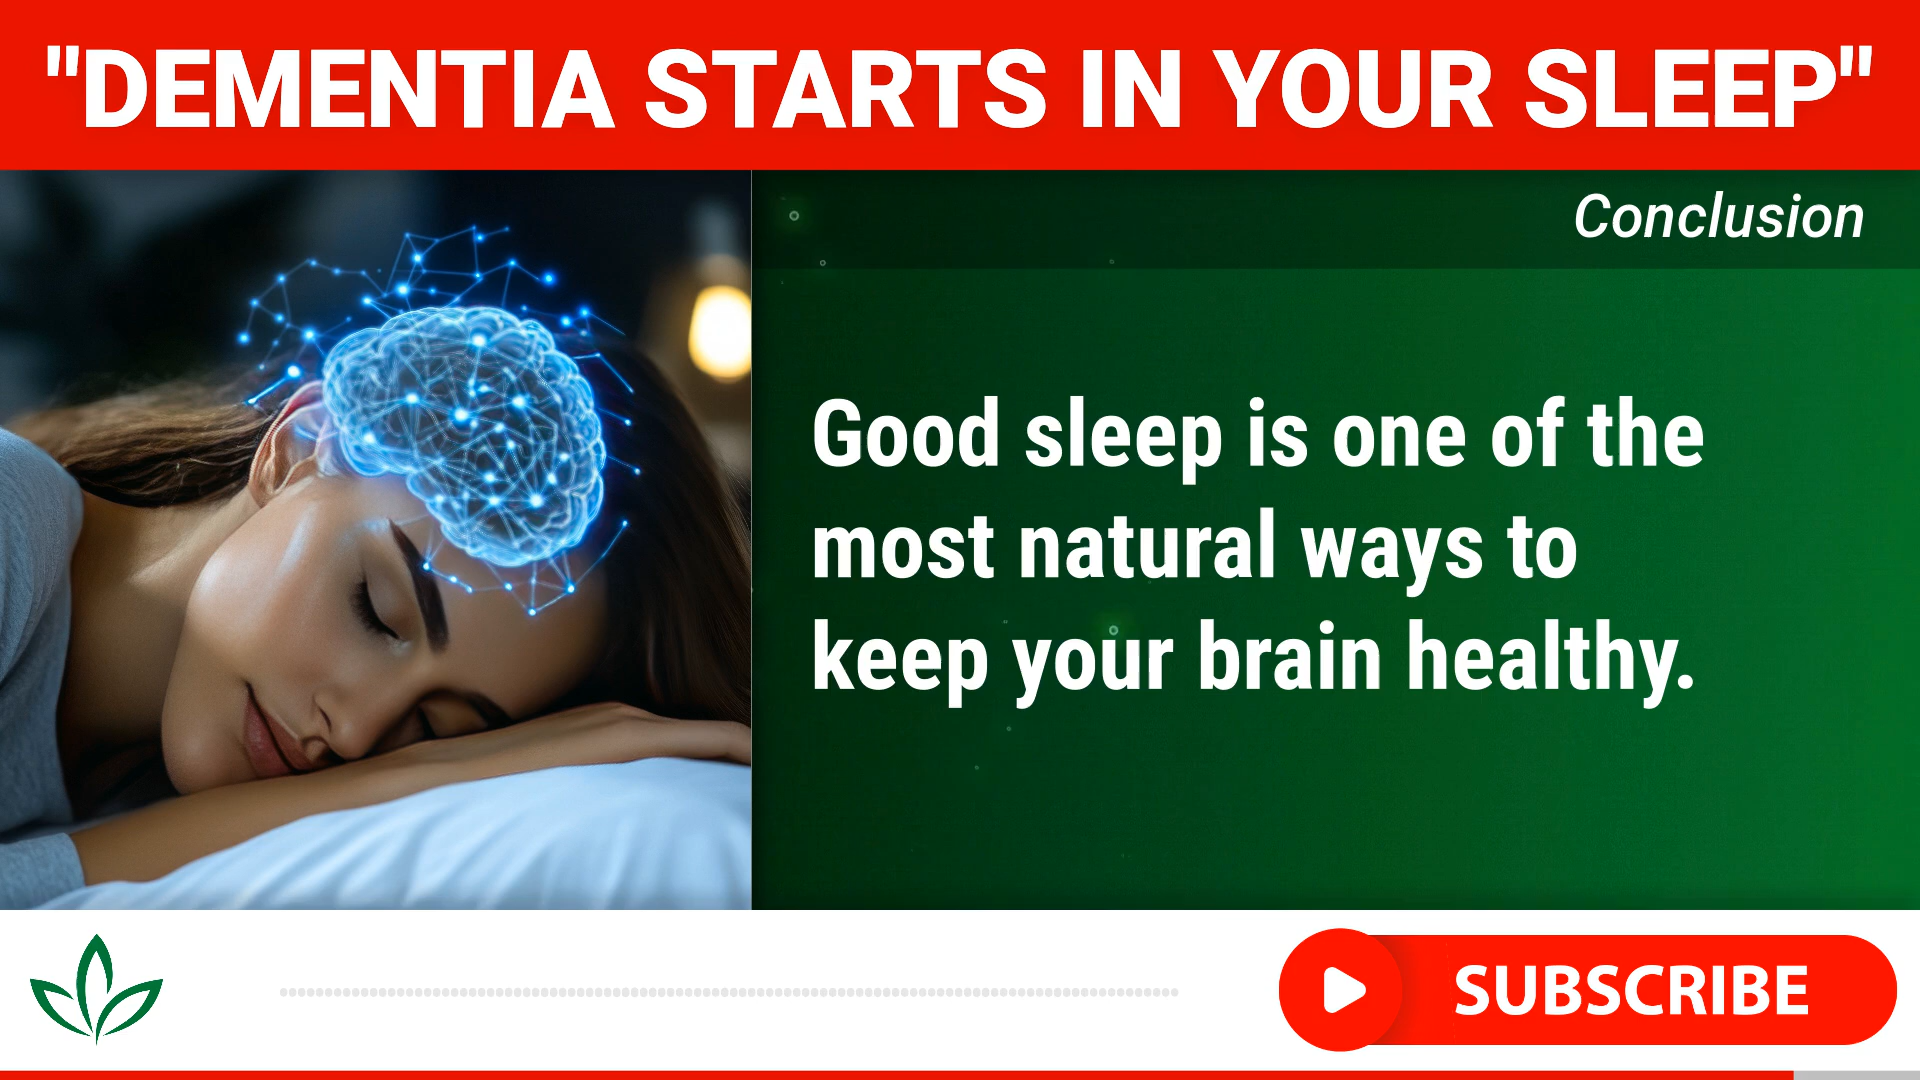 "DEMENTIA STARTS IN YOUR SLEEP"
Conclusion
Good sleep is one of the
most natural ways to
keep your brain healthy.
SUBSCRIBE